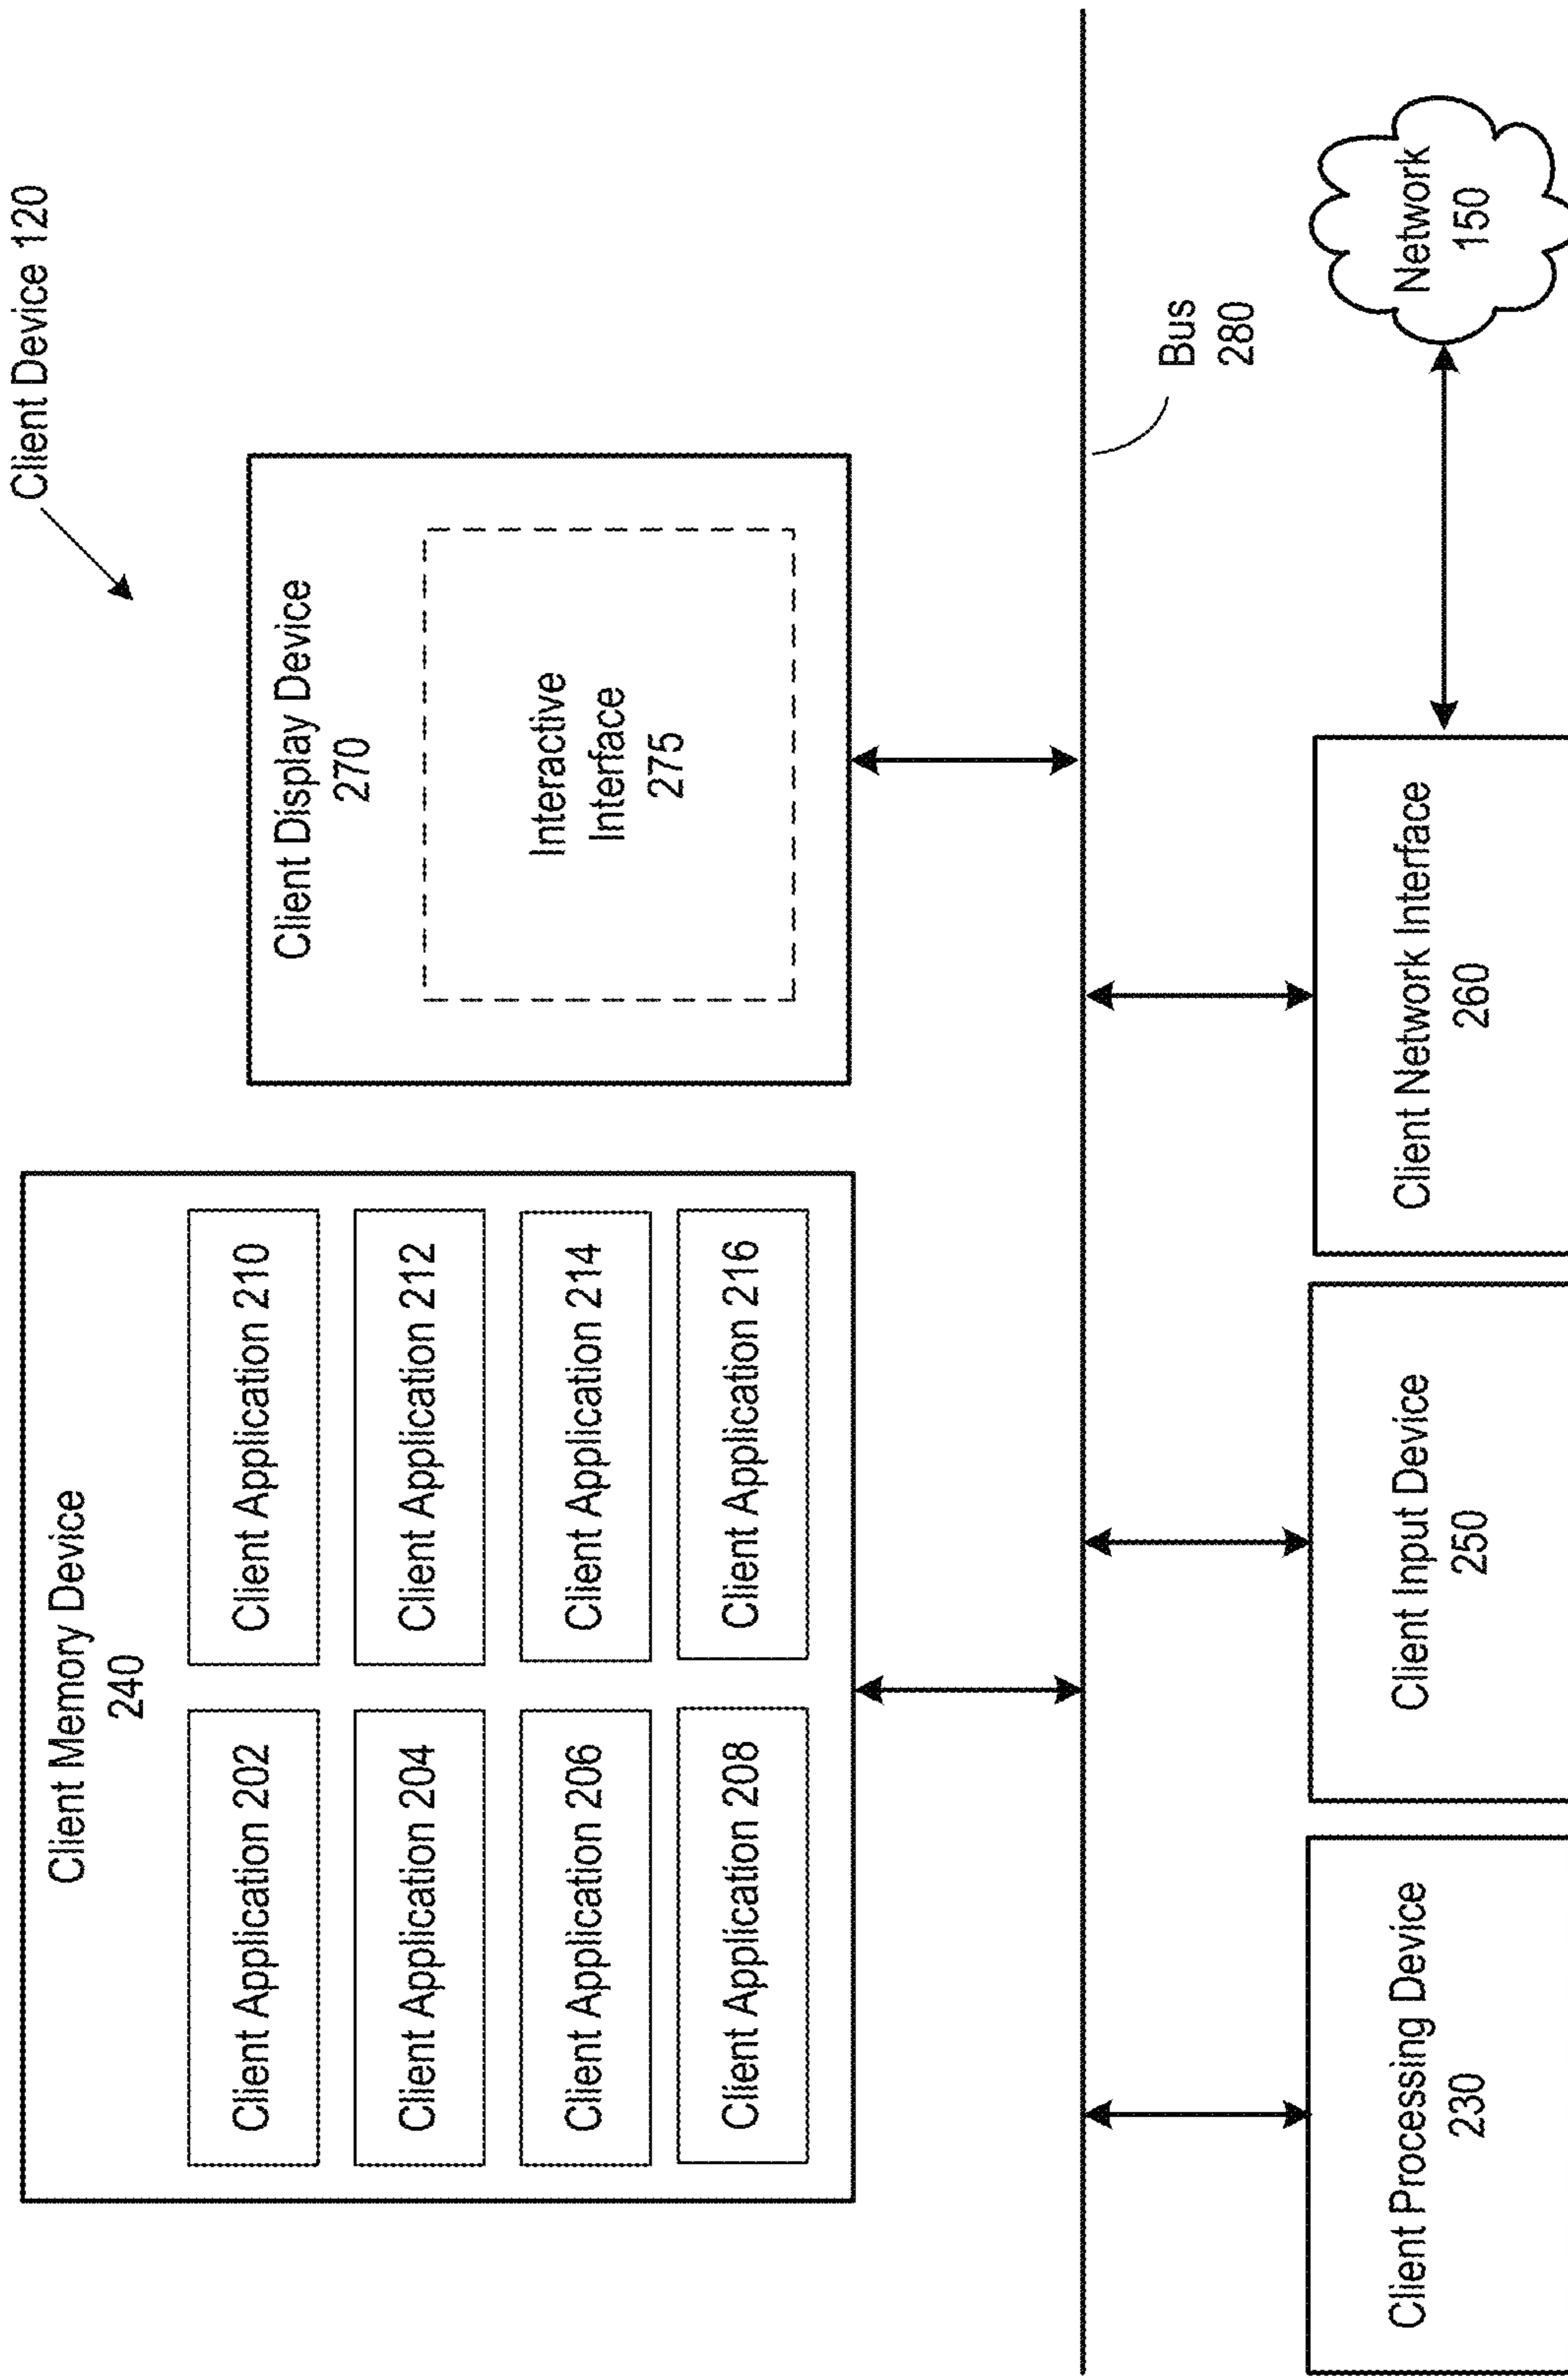 Client Device 120
Client Memory Device
240
Client Application 202
Client Application 210
Client Application 204
Client Application 212
Client Application 206
Client Application 214
Client Application 208
Client Application 216
Client Display Device
270
Interactive
Interface
275
Bus
280
Client Processing Device
230
Client Input Device
250
Client Network Interface
260
Network
150